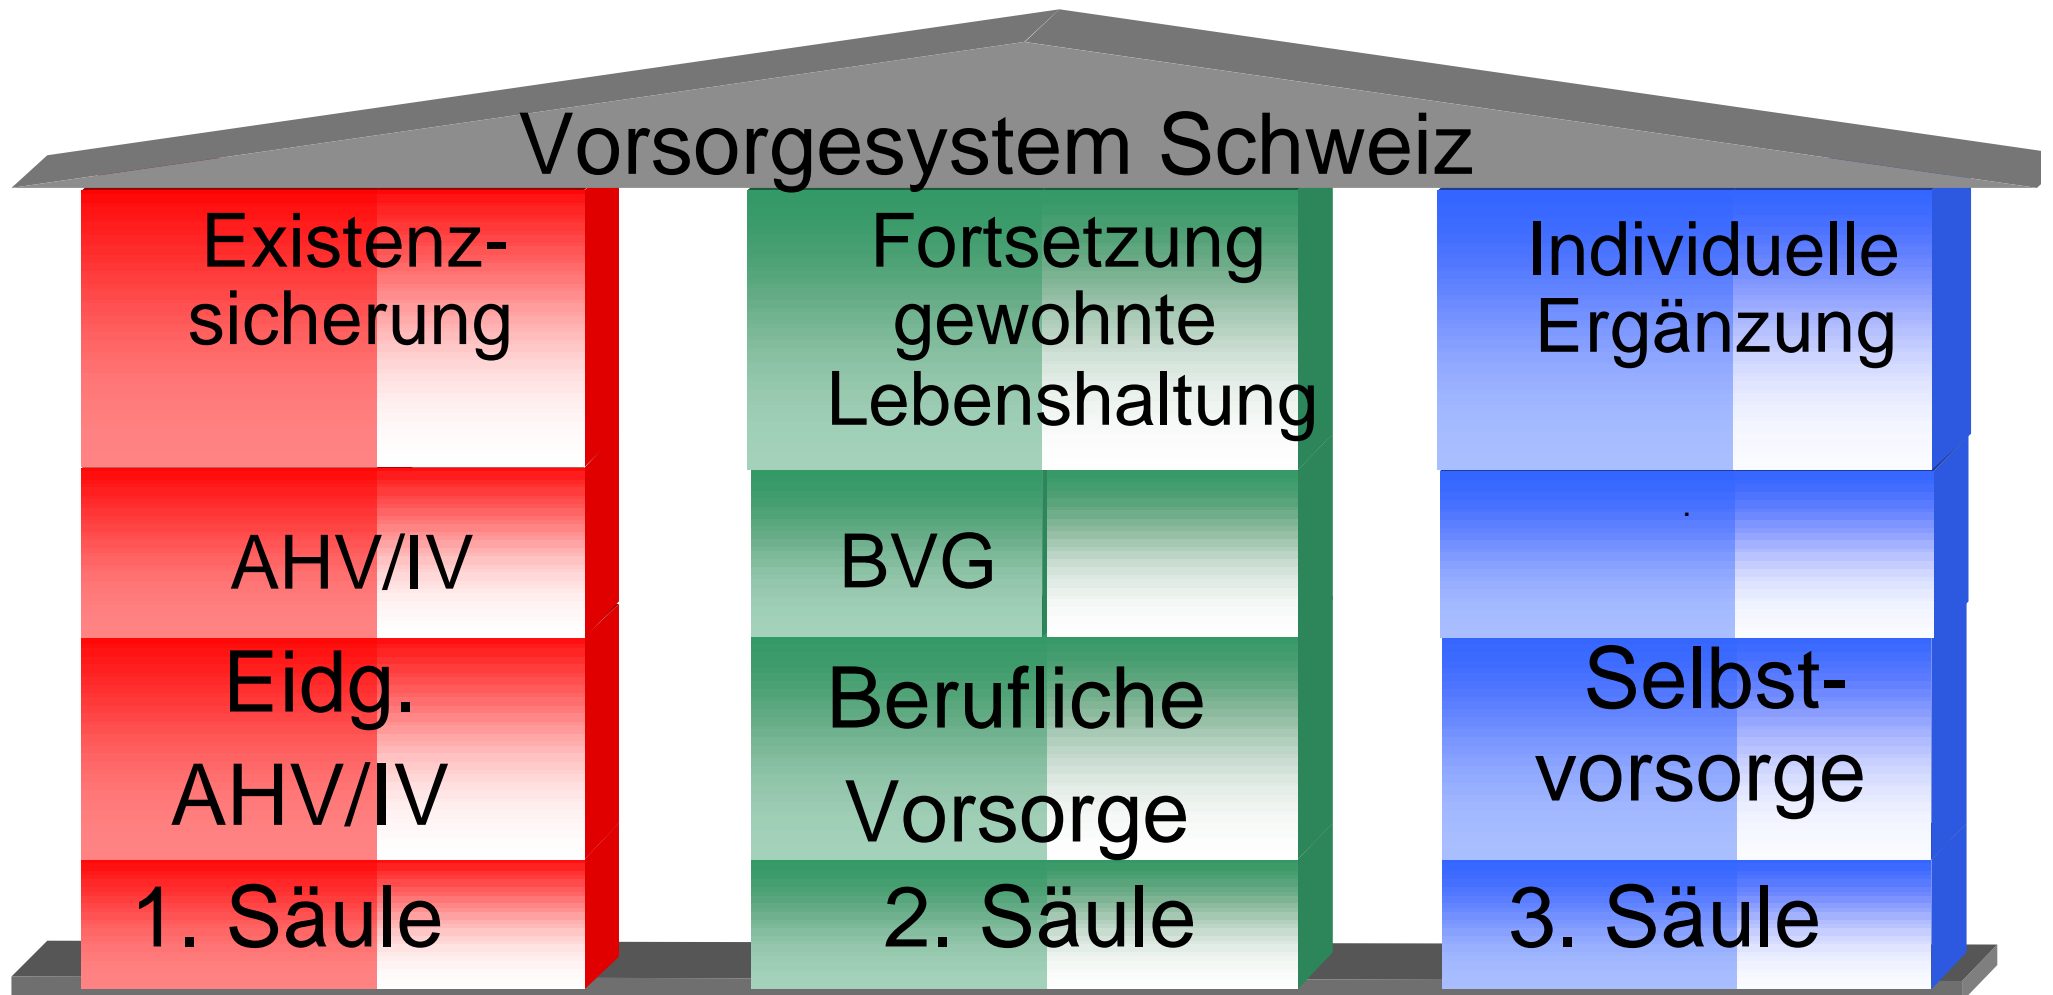 Vorsorgesystem Schweiz
Existenz-
sicherung
AHV/IV
Eidg.
AHV/IV
1. Säule
Fortsetzung
gewohnte
Lebenshaltung
BVG
Berufliche
Vorsorge
2. Säule
Individuelle
Ergänzung
.
Selbst-
vorsorge
3. Säule